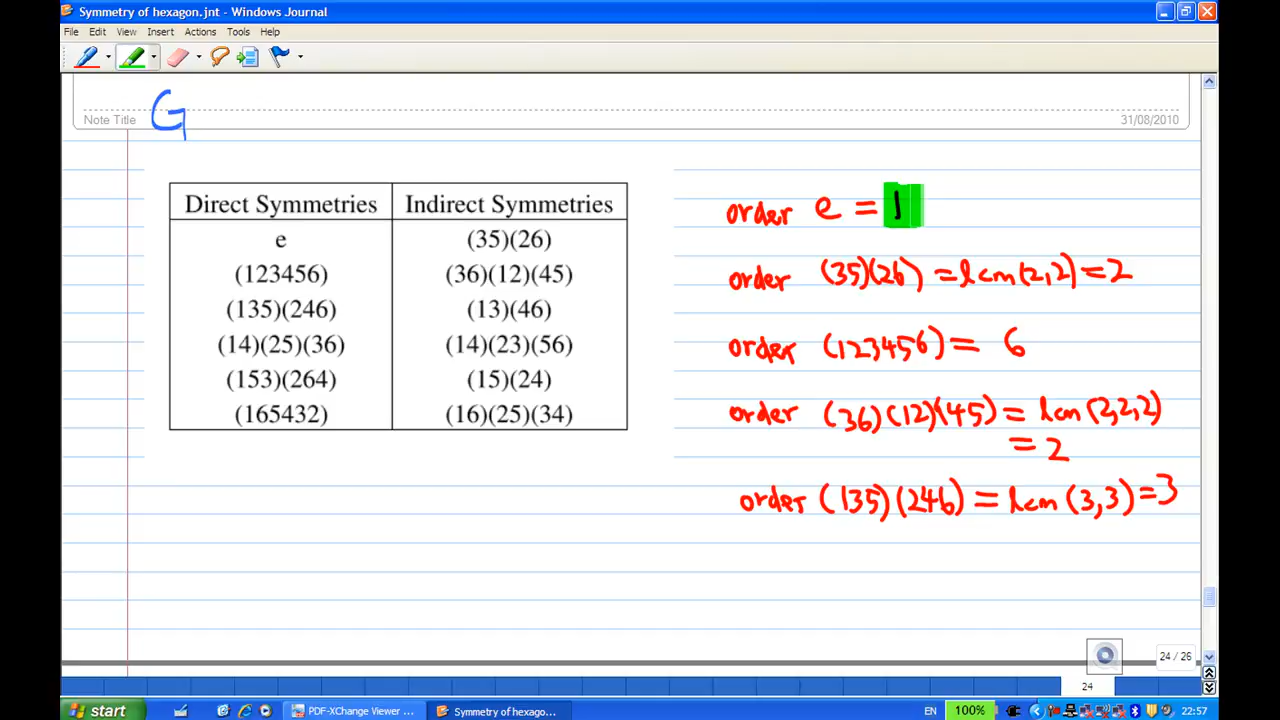 Symmetry of hexagon.jnt - Windows Journal
File Edit View Insert Actions Tools Help
G
Note Title
31/08/2010
Direct Symmetries Indirect Symmetries
e (35)(26)
(123456) (36)(12)(45)
(135)(246) (13)(46)
(14)(25)(36) (14)(23)(56)
(153)(264) (15)(24)
(165432) (16)(25)(34)
order e = 1
order (35)(26) = lcm(2,2) = 2
order (123456) = 6
order (36)(12)(45) = lcm(2,2,2)
= 2
order (135)(246) = lcm(3,3) = 3
24 / 26
24
start PDF-XChange Viewer ... Symmetry of hexago... EN 100% 22:57